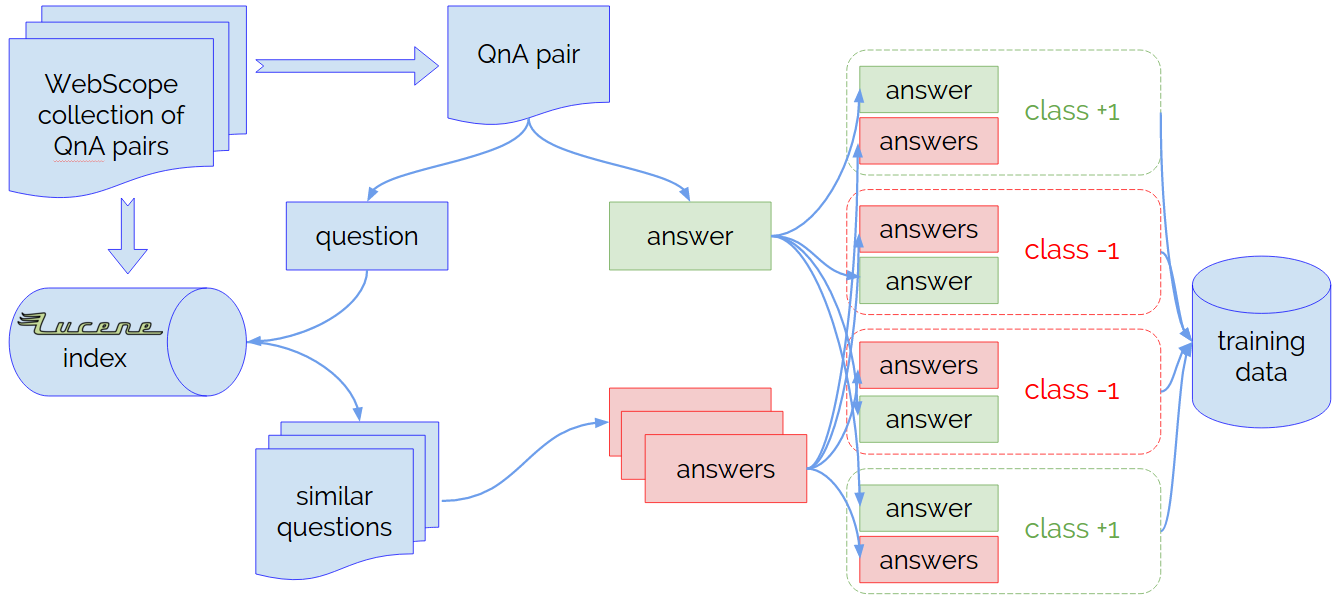 WebScope
collection of
QnA pairs
QnA pair
question
answer
Lucene
index
similar
questions
answers
answer
answers
class +1
answers
answer
class -1
answers
answer
class -1
answer
answers
class +1
training
data